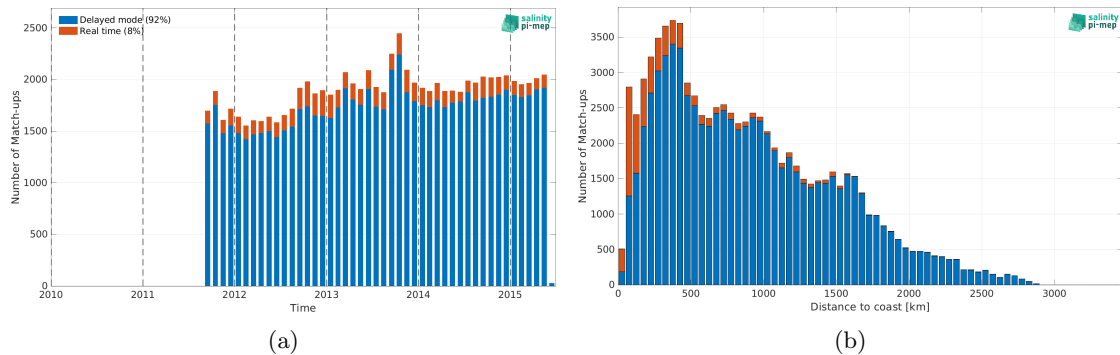 Delayed mode (92%)
Real time (8%)
salinity
pi-mep
2500
2000
1500
1000
500
0
Number of Match-ups
2010
2011
2012
2013
2014
2015
Time
(a)
salinity
pi-mep
3500
3000
2500
2000
1500
1000
500
0
Number of Match-ups
0
500
1000
1500
2000
2500
3000
Distance to coast [km]
(b)